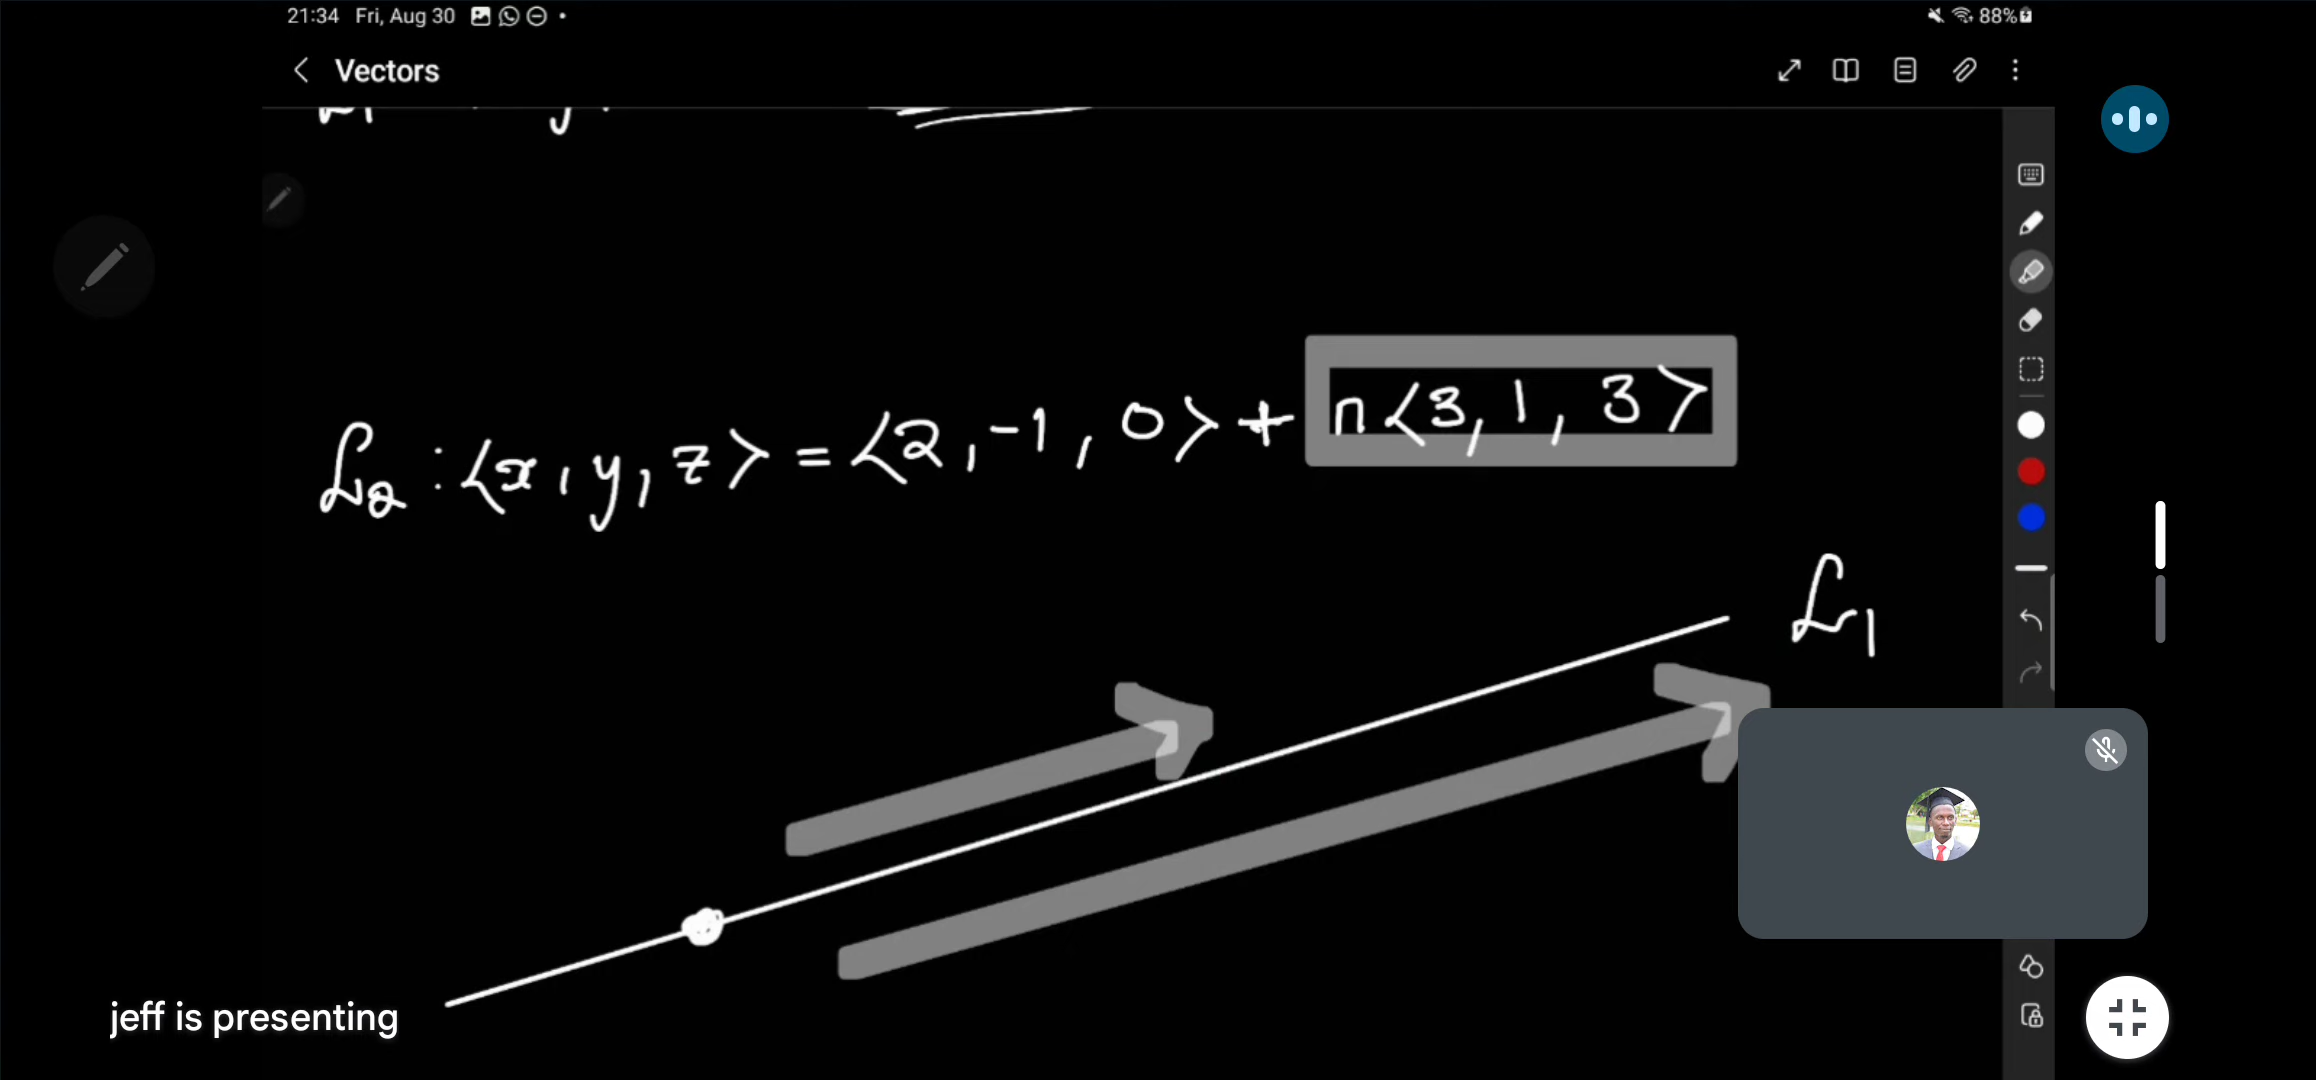 21:34 Fri, Aug 30
88%
Vectors
L2 : ⟨x, y, z⟩ = ⟨2, -1, 0⟩ + n⟨3, 1, 3⟩
L1
jeff is presenting